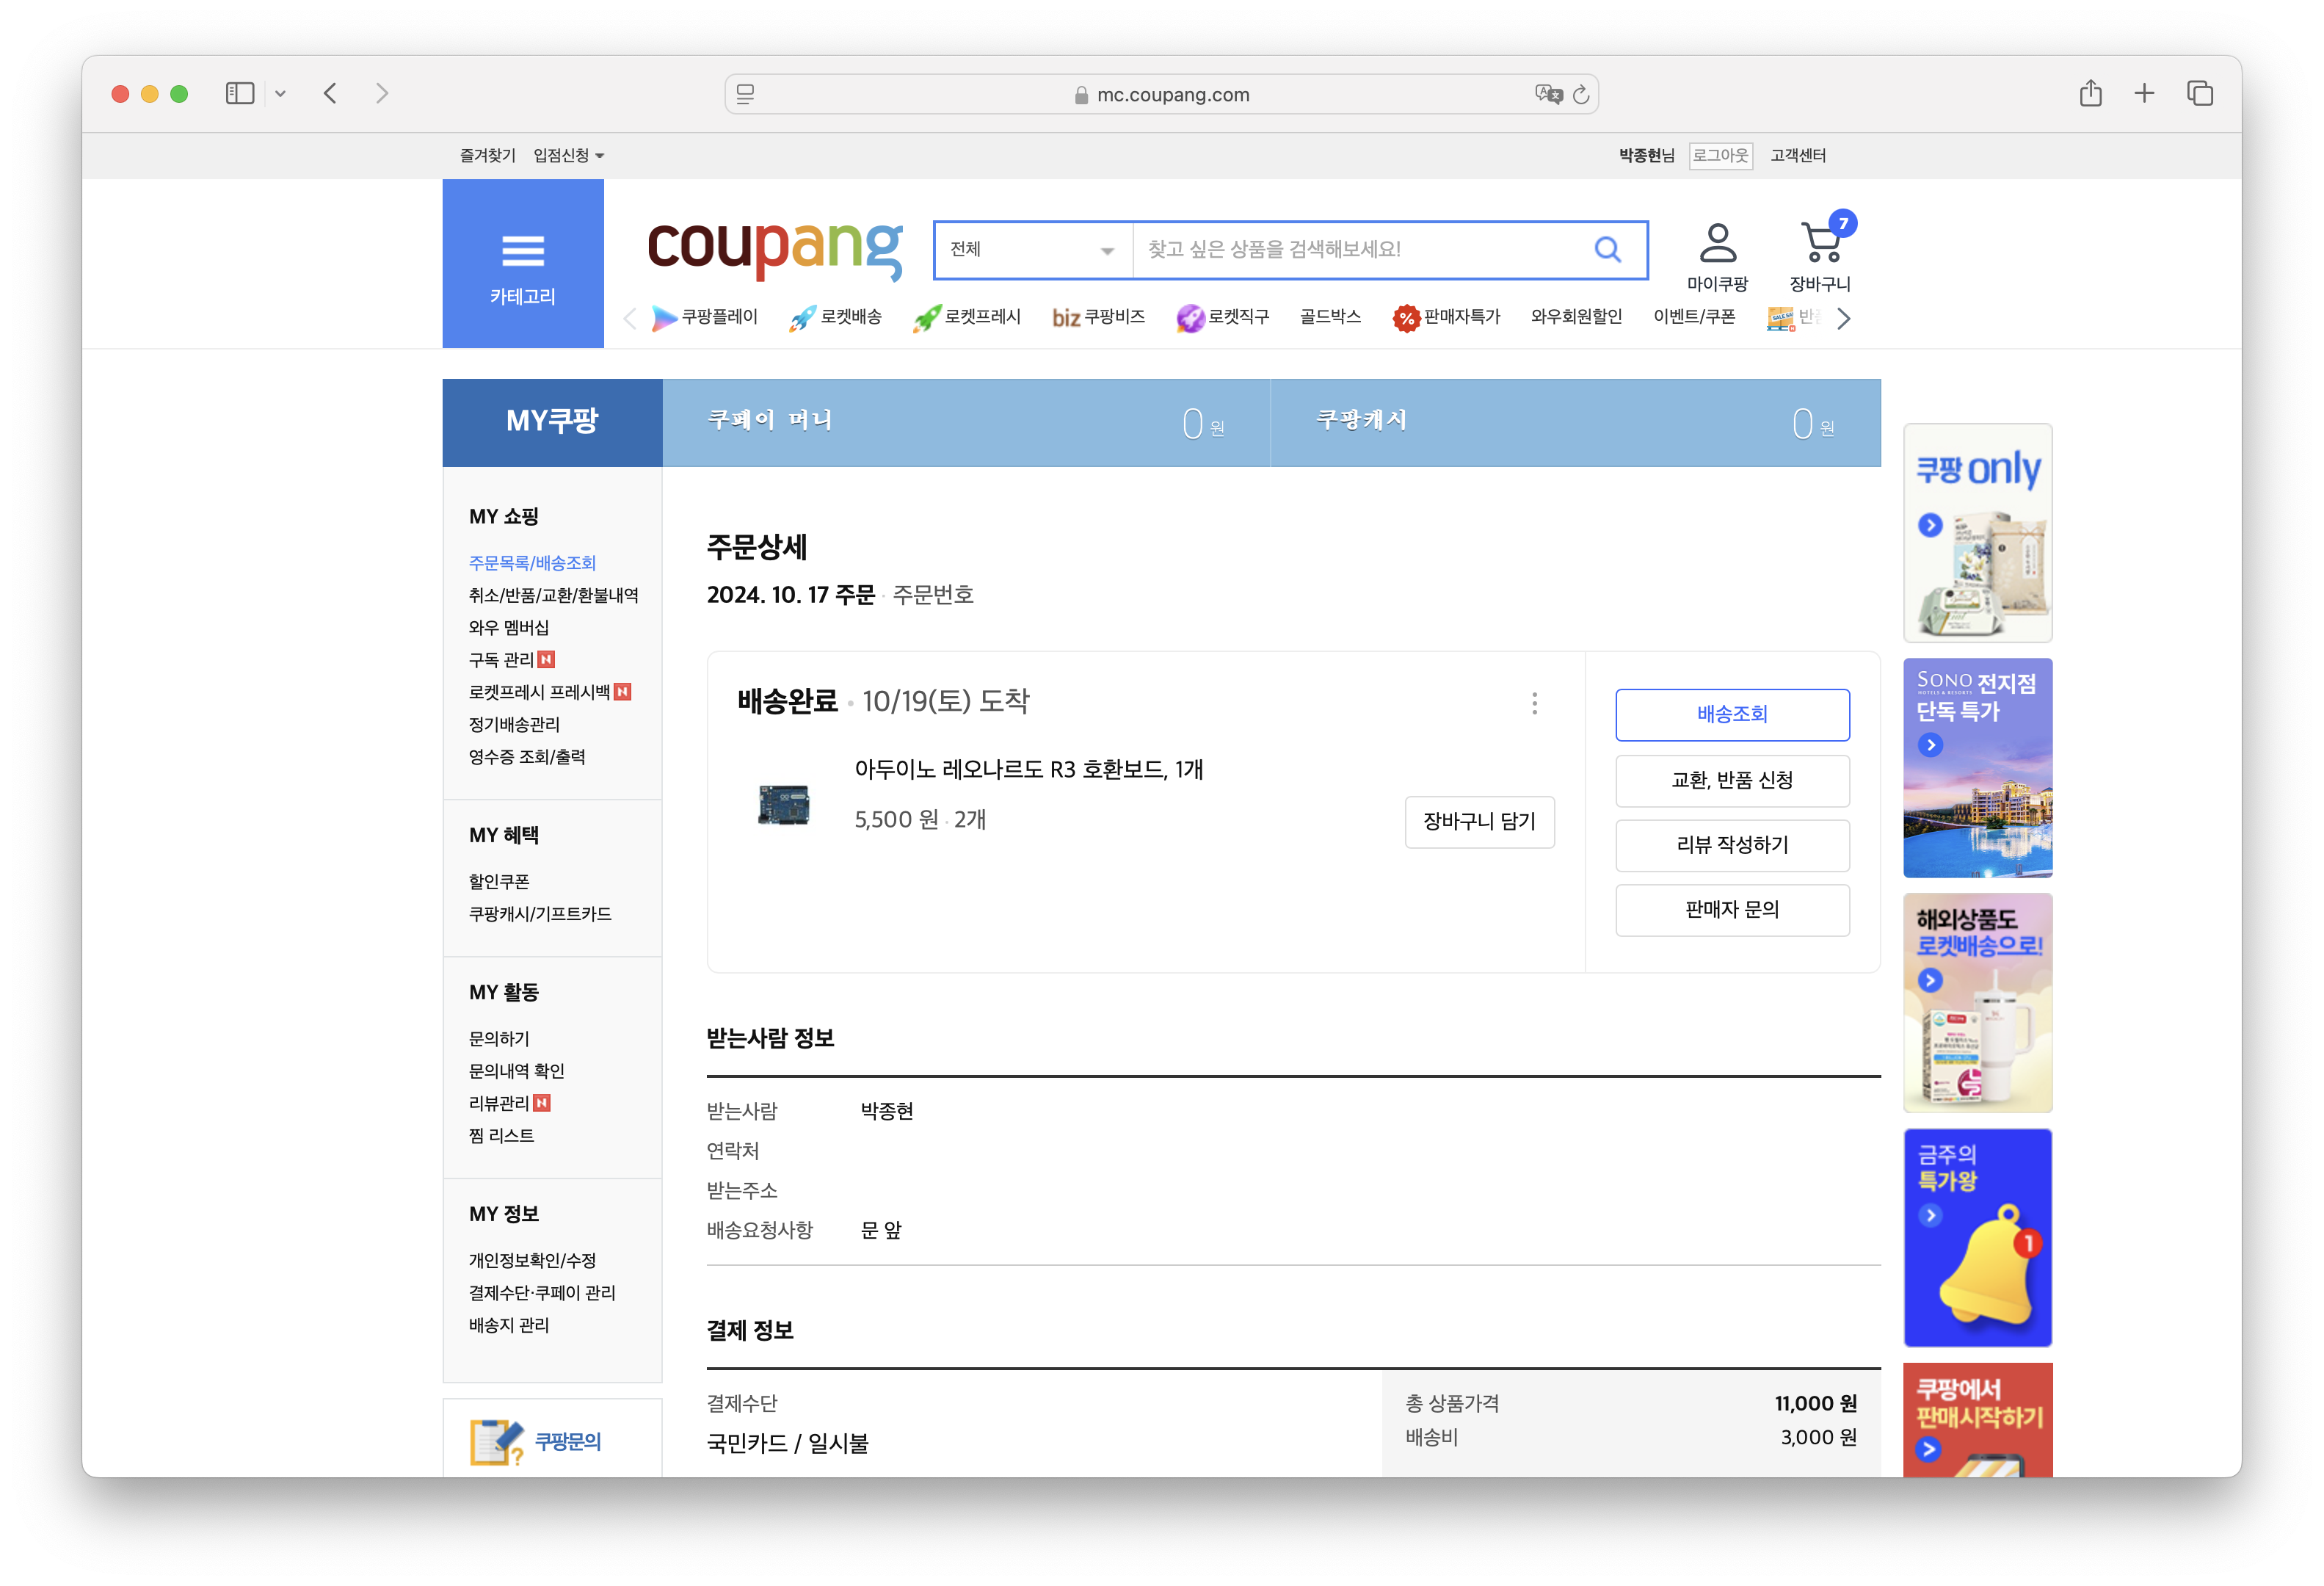 mc.coupang.com
즐겨찾기 입점신청
박종현님 로그아웃 고객센터
카테고리
coupang
전체
찾고 싶은 상품을 검색해보세요!
마이쿠팡
7
장바구니
쿠팡플레이 로켓배송 로켓프레시 biz 쿠팡비즈 로켓직구 골드박스 % 판매자특가 와우회원할인 이벤트/쿠폰
MY쿠팡
쿠페이 머니 0 원
쿠팡캐시 0 원
MY 쇼핑
주문목록/배송조회
취소/반품/교환/환불내역
와우 멤버십
구독 관리 N
로켓프레시 프레시백 N
정기배송관리
영수증 조회/출력
MY 혜택
할인쿠폰
쿠팡캐시/기프트카드
MY 활동
문의하기
문의내역 확인
리뷰관리 N
찜 리스트
MY 정보
개인정보확인/수정
결제수단·쿠페이 관리
배송지 관리
쿠팡문의
주문상세
2024. 10. 17 주문 · 주문번호
배송완료 • 10/19(토) 도착
아두이노 레오나르도 R3 호환보드, 1개
5,500 원 · 2개
장바구니 담기
배송조회
교환, 반품 신청
리뷰 작성하기
판매자 문의
받는사람 정보
받는사람 박종현
연락처
받는주소
배송요청사항 문 앞
결제 정보
결제수단
국민카드 / 일시불
총 상품가격 11,000 원
배송비 3,000 원
쿠팡 only
SONO 전지점
HOTELS & RESORTS
단독 특가
해외상품도
로켓배송으로!
금주의
특가왕
1
쿠팡에서
판매시작하기